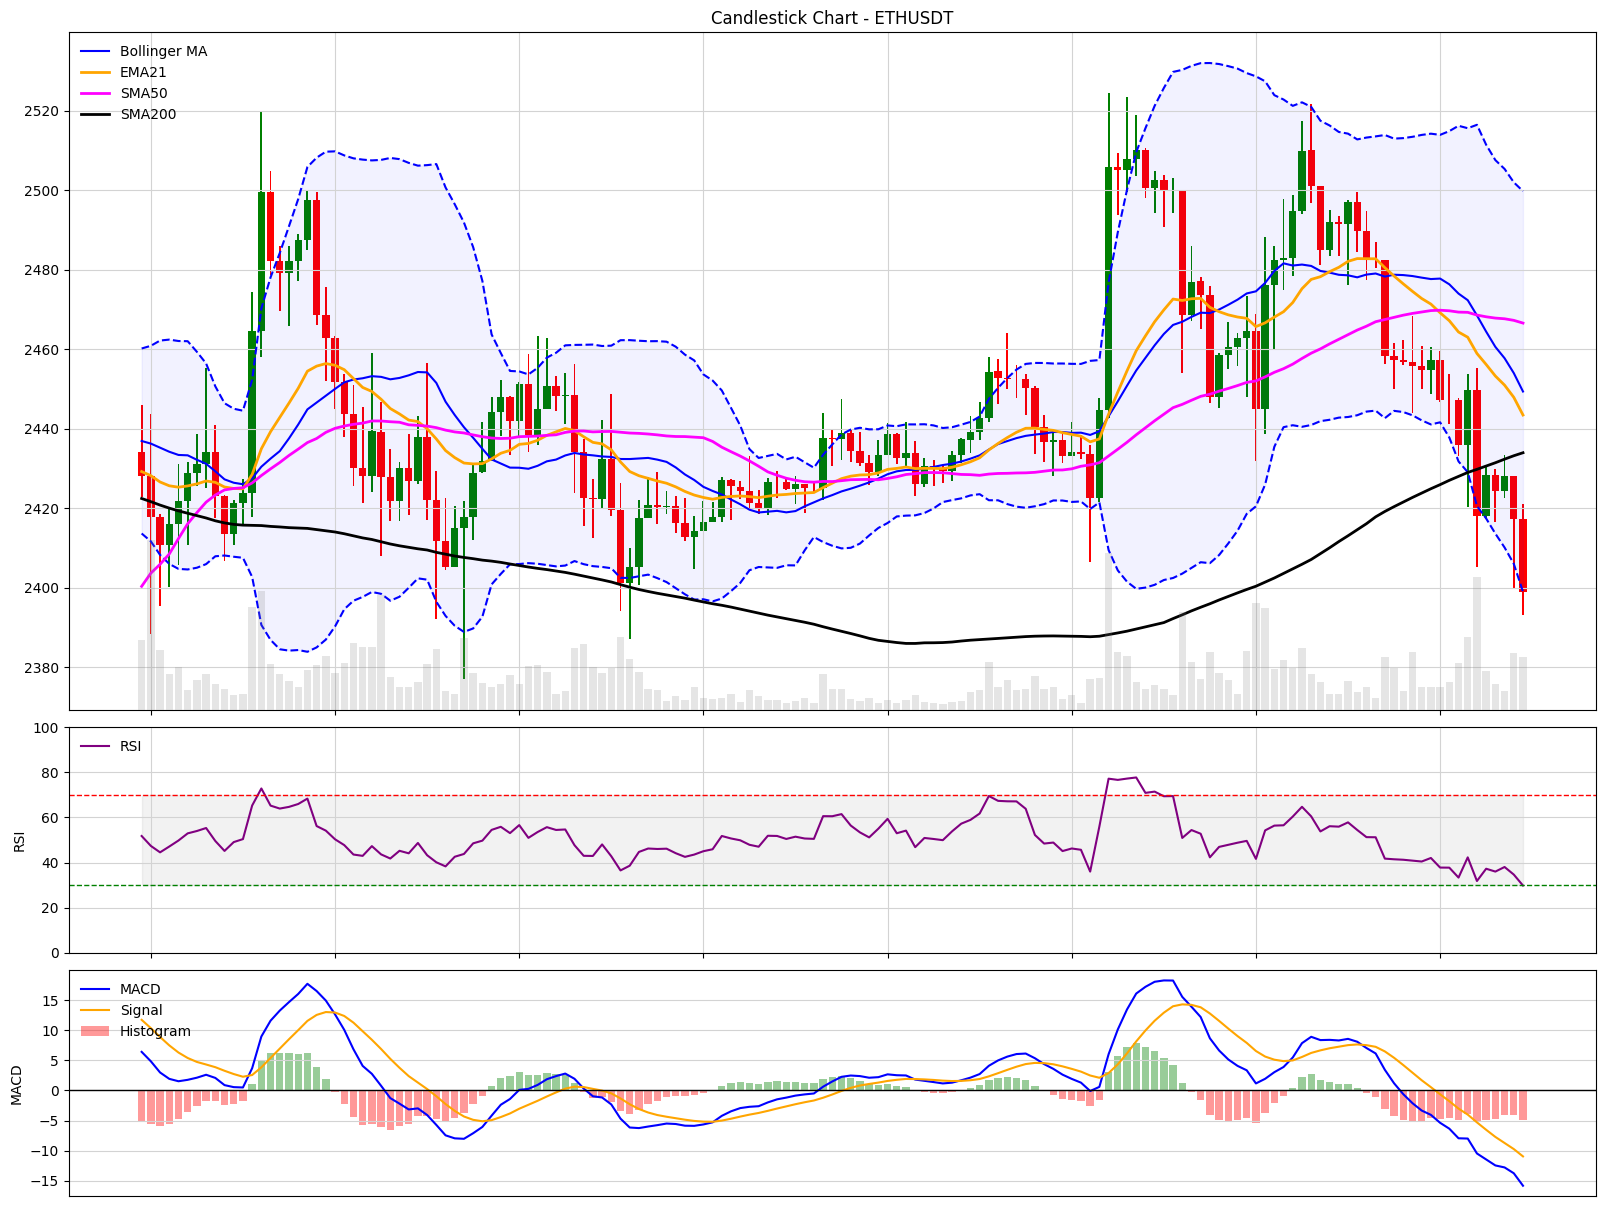 Candlestick Chart - ETHUSDT
Bollinger MA
EMA21
SMA50
SMA200
2520
2500
2480
2460
2440
2420
2400
2380
RSI
100
80
60
40
20
0
RSI
MACD
Signal
Histogram
15
10
5
0
−5
−10
−15
MACD